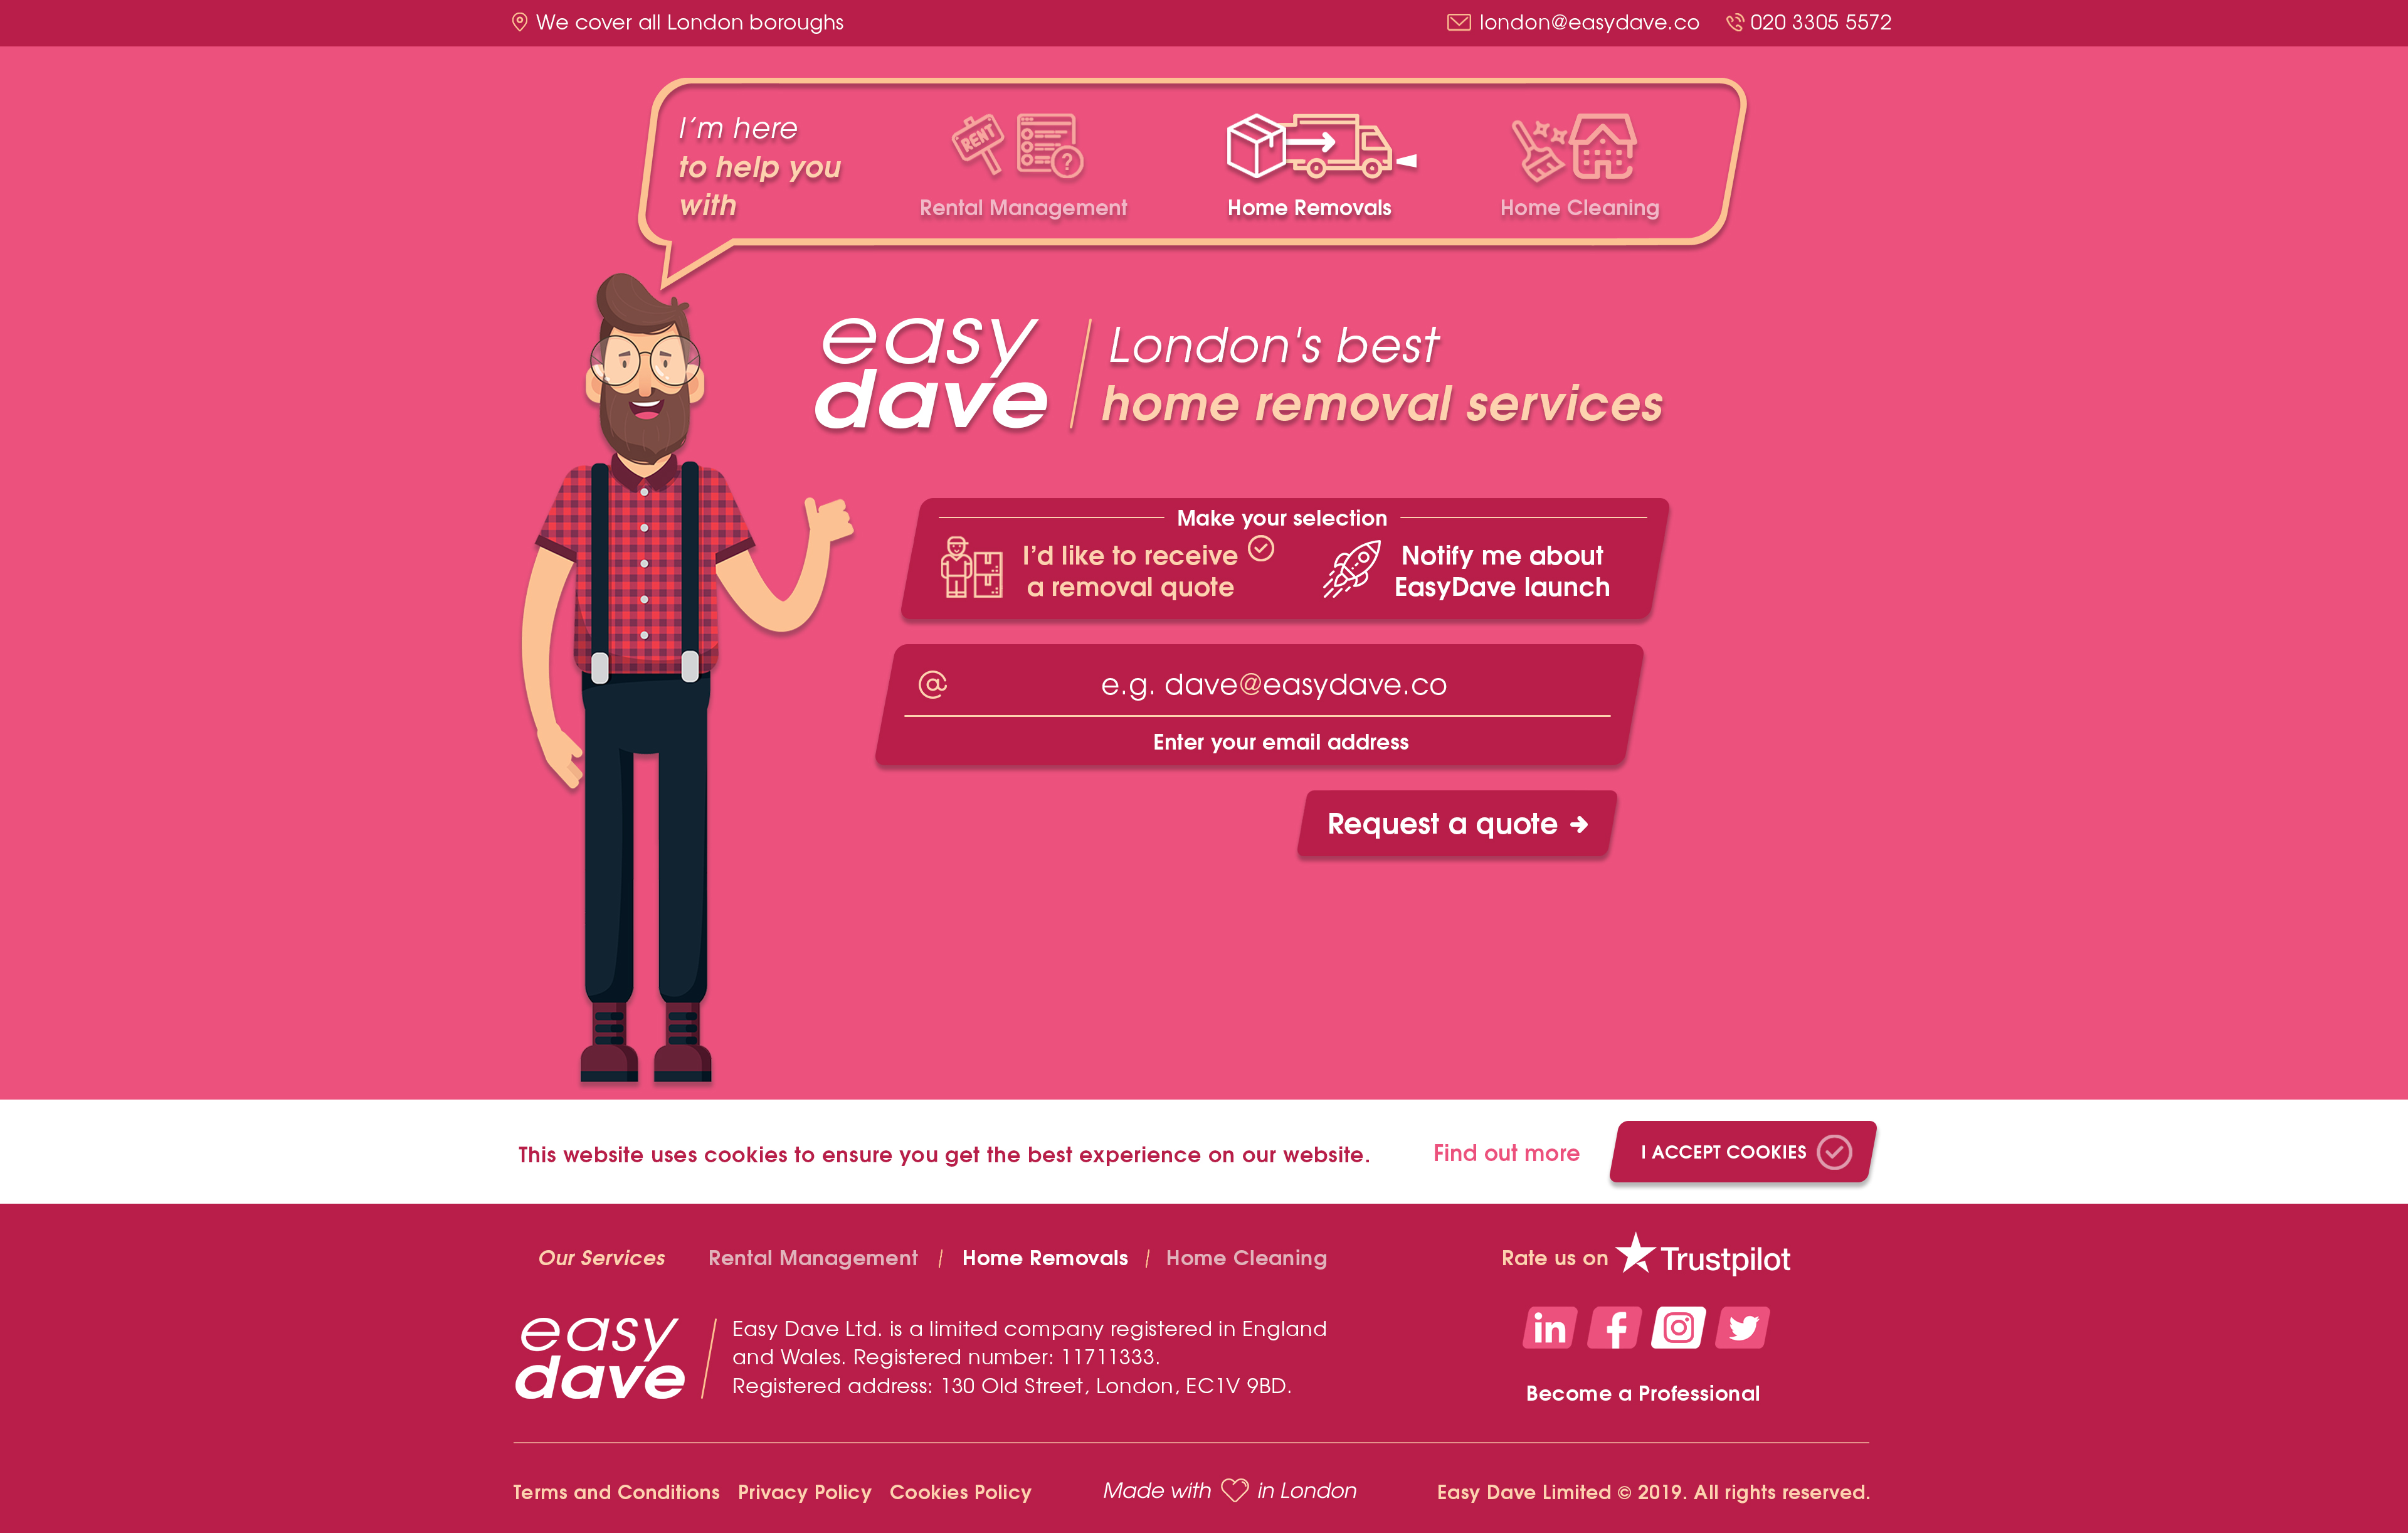 We cover all London boroughs
london@easydave.co
020 3305 5572
I'm here
to help you
with
RENT
?
Rental Management
Home Removals
Home Cleaning
easy
dave
London's best
home removal services
Make your selection
I'd like to receive
a removal quote
Notify me about
EasyDave launch
@
e.g. dave@easydave.co
Enter your email address
Request a quote
This website uses cookies to ensure you get the best experience on our website.
Find out more
I ACCEPT COOKIES
Our Services
Rental Management
Home Removals
Home Cleaning
Rate us on
Trustpilot
easy
dave
Easy Dave Ltd. is a limited company registered in England
and Wales. Registered number: 11711333.
Registered address: 130 Old Street, London, EC1V 9BD.
in
f
Become a Professional
Terms and Conditions
Privacy Policy
Cookies Policy
Made with
in London
Easy Dave Limited © 2019. All rights reserved.